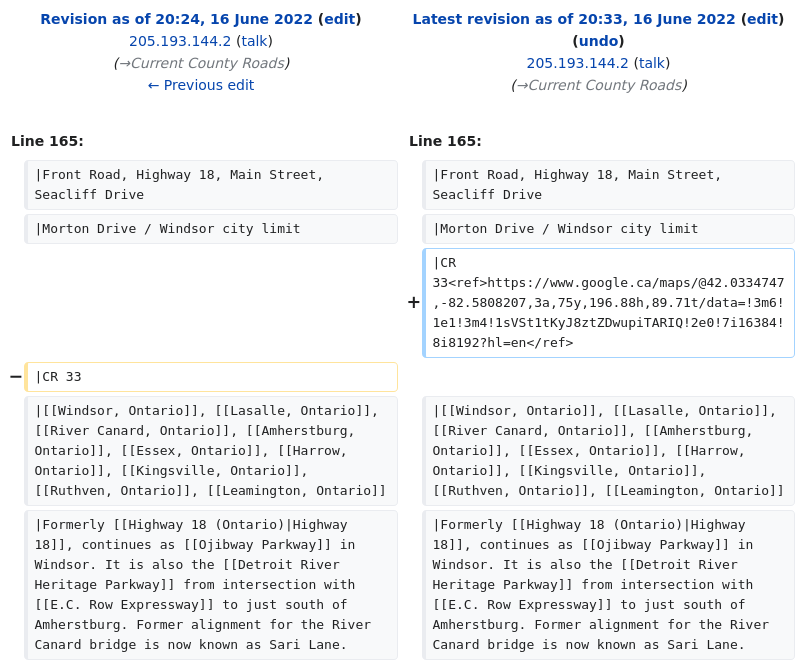 Revision as of 20:24, 16 June 2022 (edit)
205.193.144.2 (talk)
(→Current County Roads)
← Previous edit
Latest revision as of 20:33, 16 June 2022 (edit)
(undo)
205.193.144.2 (talk)
(→Current County Roads)
Line 165:
Line 165:
|Front Road, Highway 18, Main Street,
Seacliff Drive
|Front Road, Highway 18, Main Street,
Seacliff Drive
|Morton Drive / Windsor city limit
|Morton Drive / Windsor city limit
+
|CR
33<ref>https://www.google.ca/maps/@42.0334747
,-82.5808207,3a,75y,196.88h,89.71t/data=!3m6!
1e1!3m4!1sVSt1tKyJ8ztZDwupiTARIQ!2e0!7i16384!
8i8192?hl=en</ref>
−
|CR 33
|[[Windsor, Ontario]], [[Lasalle, Ontario]],
[[River Canard, Ontario]], [[Amherstburg,
Ontario]], [[Essex, Ontario]], [[Harrow,
Ontario]], [[Kingsville, Ontario]],
[[Ruthven, Ontario]], [[Leamington, Ontario]]
|[[Windsor, Ontario]], [[Lasalle, Ontario]],
[[River Canard, Ontario]], [[Amherstburg,
Ontario]], [[Essex, Ontario]], [[Harrow,
Ontario]], [[Kingsville, Ontario]],
[[Ruthven, Ontario]], [[Leamington, Ontario]]
|Formerly [[Highway 18 (Ontario)|Highway
18]], continues as [[Ojibway Parkway]] in
Windsor. It is also the [[Detroit River
Heritage Parkway]] from intersection with
[[E.C. Row Expressway]] to just south of
Amherstburg. Former alignment for the River
Canard bridge is now known as Sari Lane.
|Formerly [[Highway 18 (Ontario)|Highway
18]], continues as [[Ojibway Parkway]] in
Windsor. It is also the [[Detroit River
Heritage Parkway]] from intersection with
[[E.C. Row Expressway]] to just south of
Amherstburg. Former alignment for the River
Canard bridge is now known as Sari Lane.